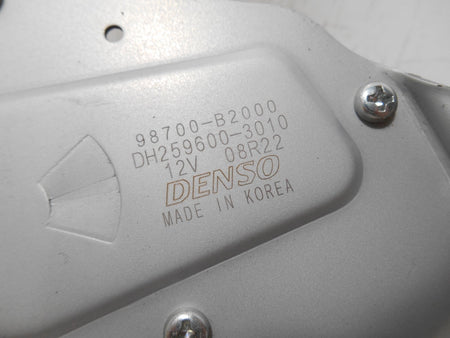 98700-B2000
DH259600-3010
12V 08R22
DENSO
MADE IN KOREA